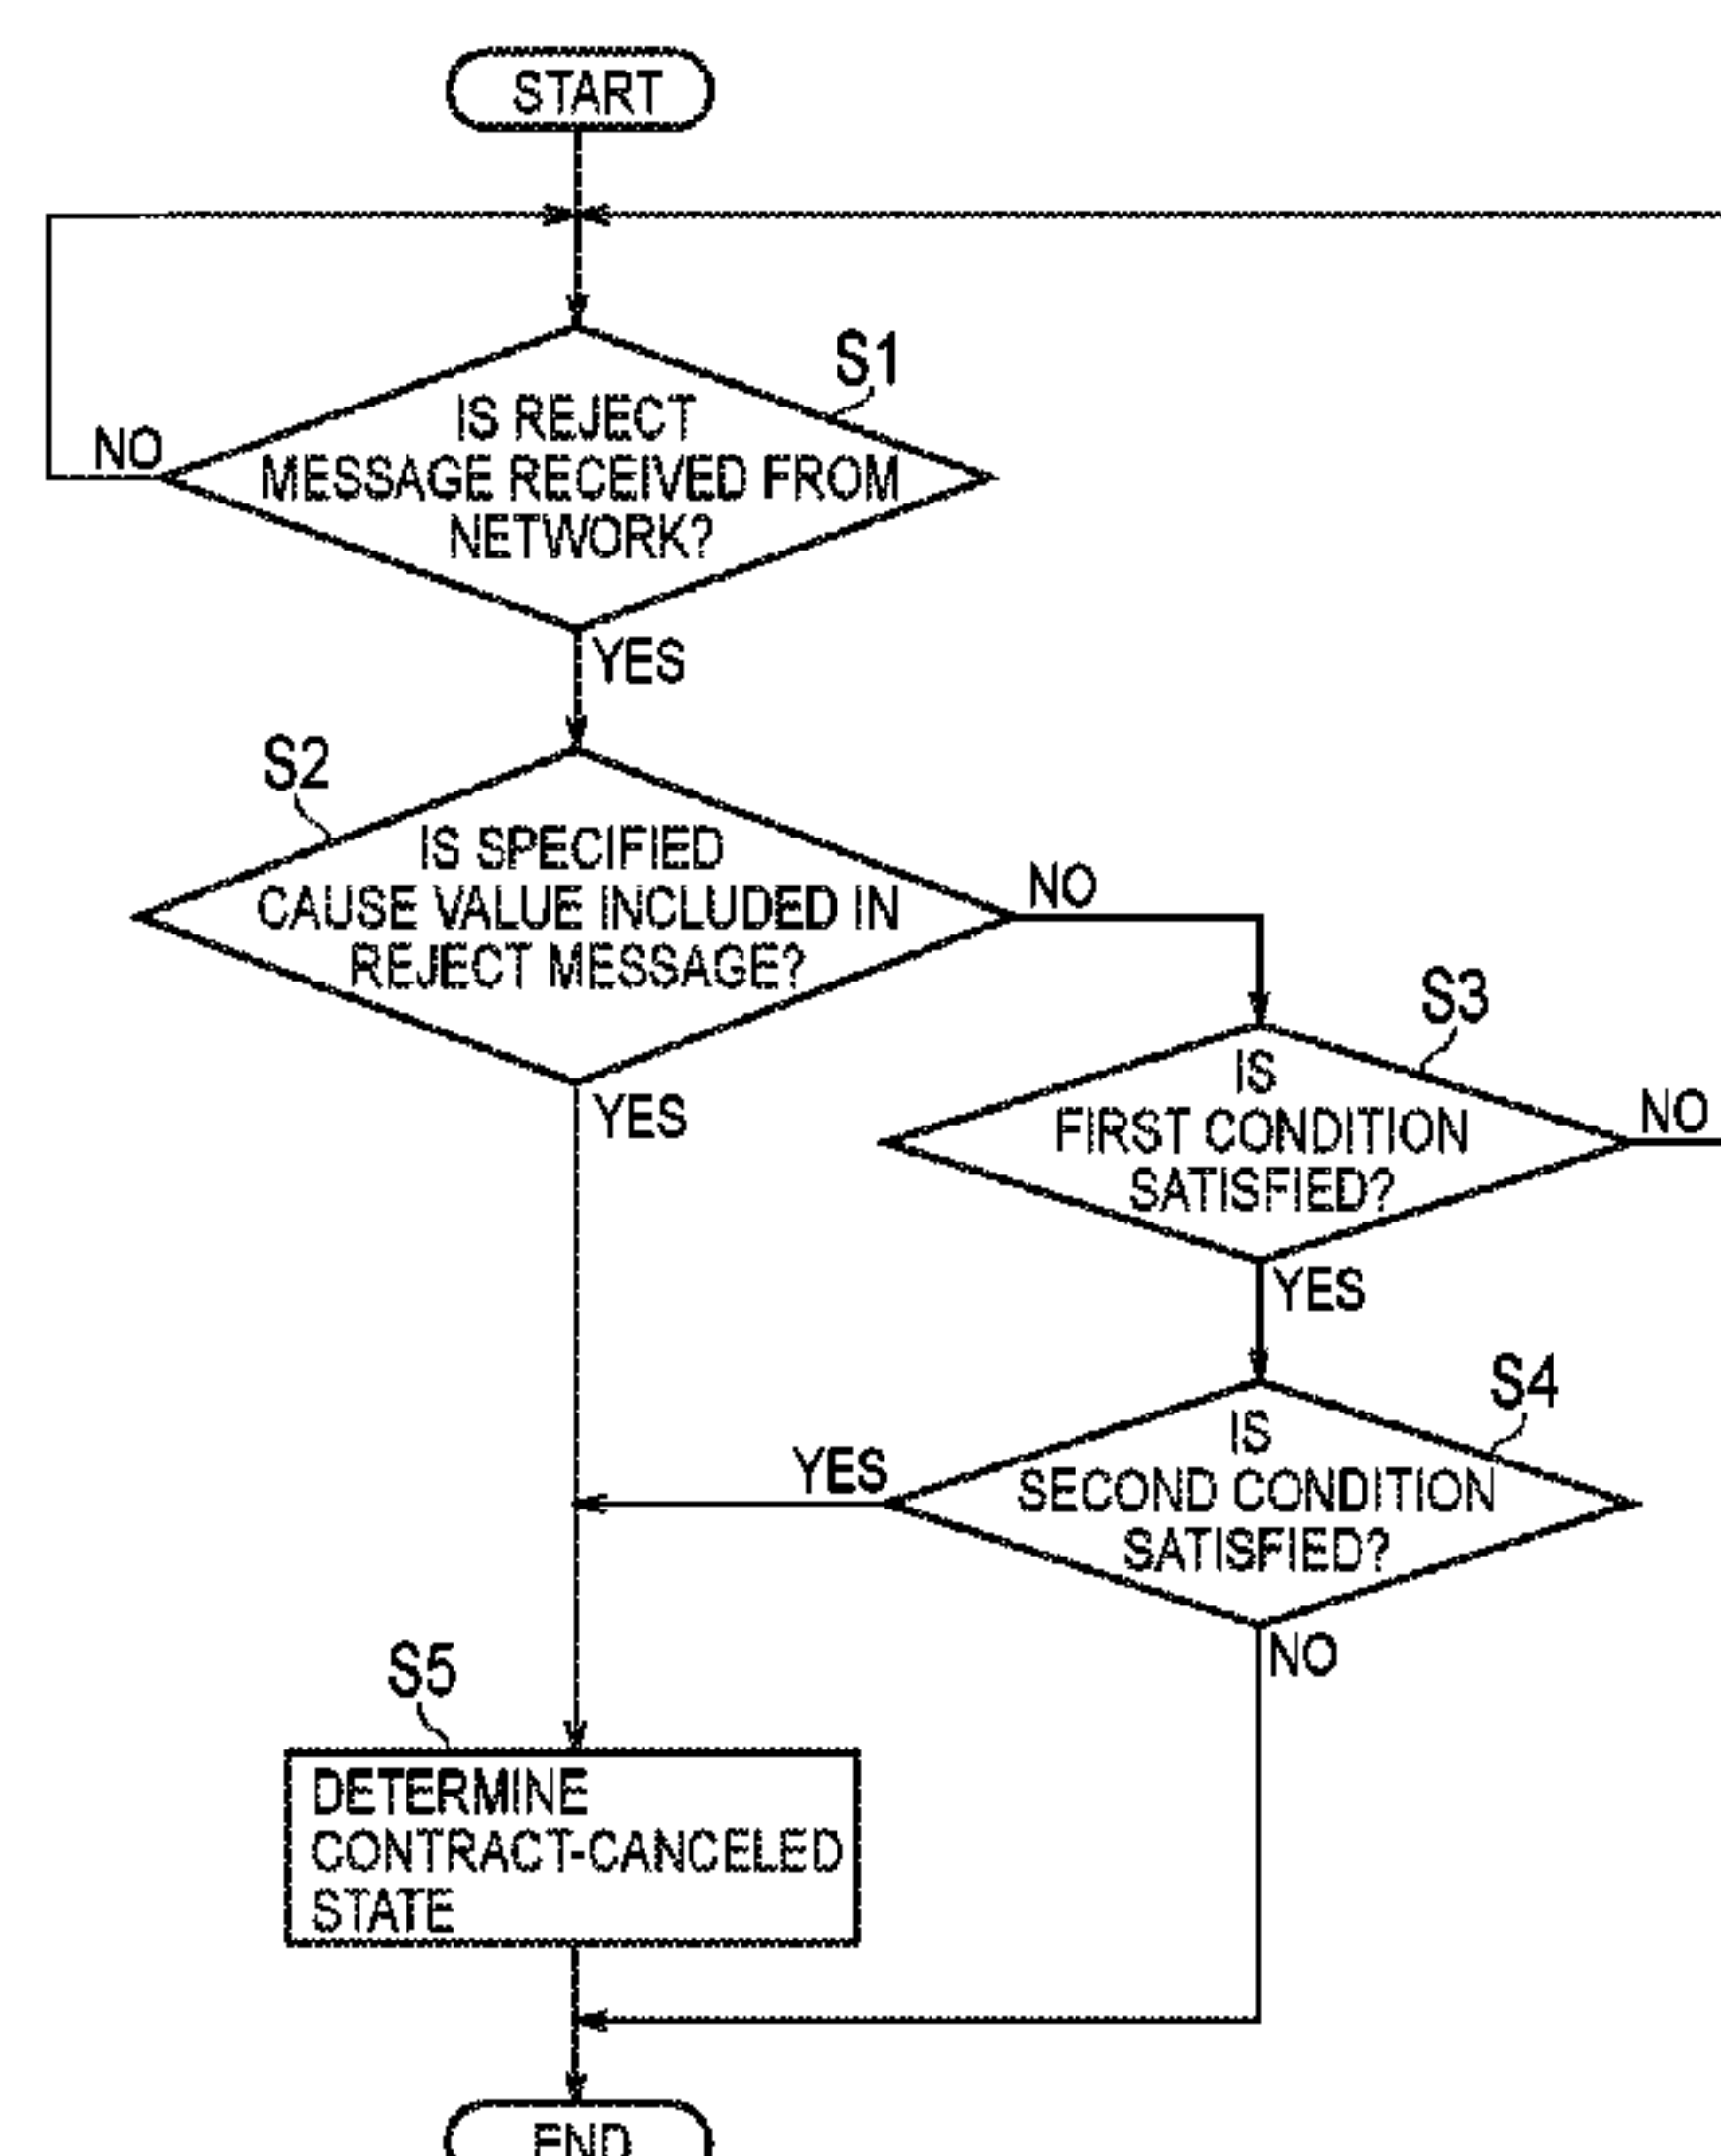 START
S1
IS REJECT
MESSAGE RECEIVED FROM
NETWORK?
NO
YES
S2
IS SPECIFIED
CAUSE VALUE INCLUDED IN
REJECT MESSAGE?
NO
YES
S3
IS
FIRST CONDITION
SATISFIED?
NO
YES
S4
IS
SECOND CONDITION
SATISFIED?
YES
NO
S5
DETERMINE
CONTRACT-CANCELED
STATE
END